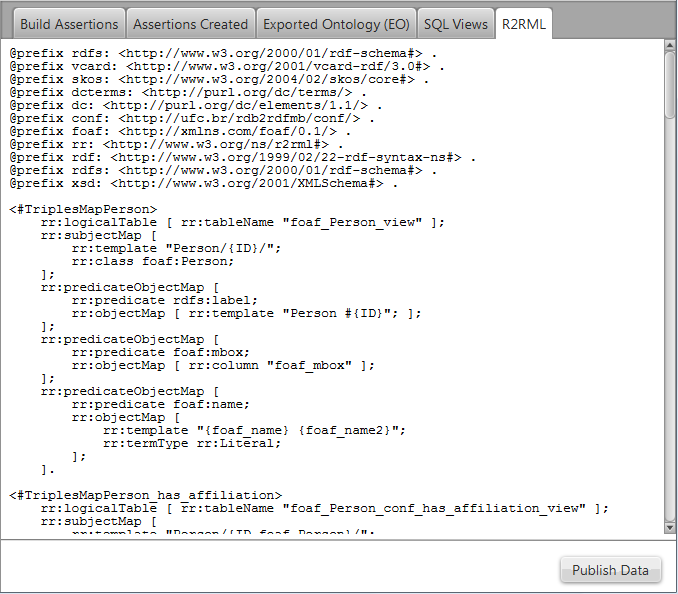 Build Assertions Assertions Created Exported Ontology (EO) SQL Views R2RML
@prefix rdfs: <http://www.w3.org/2000/01/rdf-schema#> .
@prefix vcard: <http://www.w3.org/2001/vcard-rdf/3.0#> .
@prefix skos: <http://www.w3.org/2004/02/skos/core#> .
@prefix dcterms: <http://purl.org/dc/terms/> .
@prefix dc: <http://purl.org/dc/elements/1.1/> .
@prefix conf: <http://ufc.br/rdb2rdfmb/conf/> .
@prefix foaf: <http://xmlns.com/foaf/0.1/> .
@prefix rr: <http://www.w3.org/ns/r2rml#> .
@prefix rdf: <http://www.w3.org/1999/02/22-rdf-syntax-ns#> .
@prefix rdfs: <http://www.w3.org/2000/01/rdf-schema#> .
@prefix xsd: <http://www.w3.org/2001/XMLSchema#> .
<#TriplesMapPerson>
    rr:logicalTable [ rr:tableName "foaf_Person_view" ];
    rr:subjectMap [
        rr:template "Person/{ID}/";
        rr:class foaf:Person;
    ];
    rr:predicateObjectMap [
        rr:predicate rdfs:label;
        rr:objectMap [ rr:template "Person #{ID}"; ];
    ];
    rr:predicateObjectMap [
        rr:predicate foaf:mbox;
        rr:objectMap [ rr:column "foaf_mbox" ];
    ];
    rr:predicateObjectMap [
        rr:predicate foaf:name;
        rr:objectMap [
            rr:template "{foaf_name} {foaf_name2}";
            rr:termType rr:Literal;
        ];
    ].
<#TriplesMapPerson_has_affiliation>
    rr:logicalTable [ rr:tableName "foaf_Person_conf_has_affiliation_view" ];
    rr:subjectMap [
        rr:template "Person/{ID_foaf_Person}/";
Publish Data